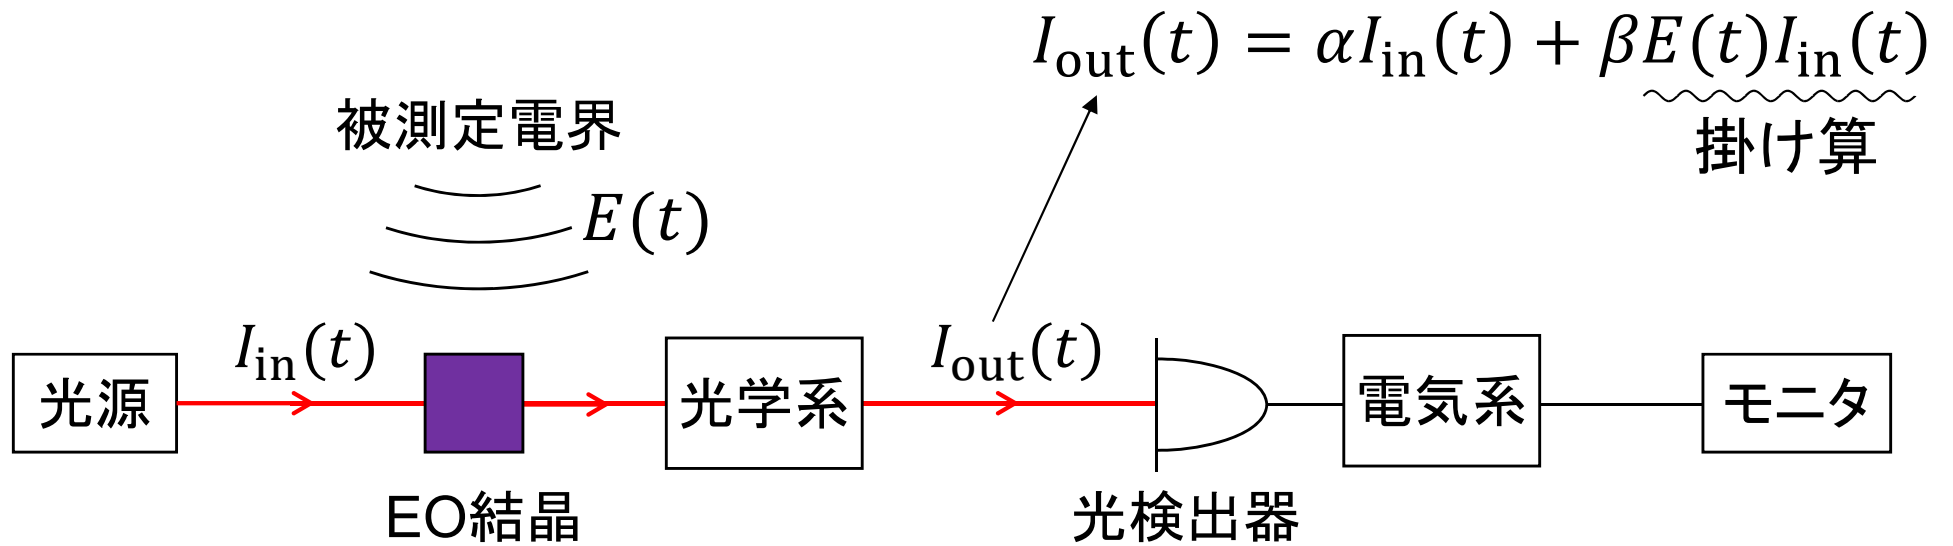 I_out(t) = αI_in(t) + βE(t)I_in(t)
掛け算
被測定電界
E(t)
I_in(t)
I_out(t)
光源
光学系
電気系
モニタ
EO結晶
光検出器